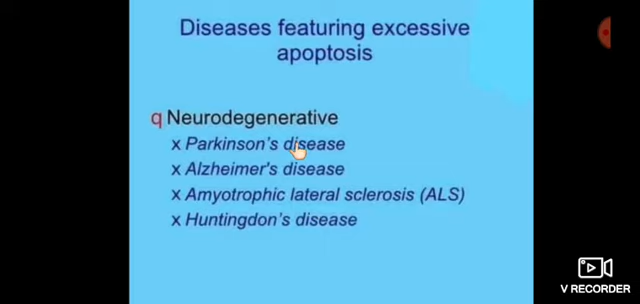 Diseases featuring excessive
apoptosis
q Neurodegenerative
x Parkinson's disease
x Alzheimer's disease
x Amyotrophic lateral sclerosis (ALS)
x Huntingdon's disease
V RECORDER